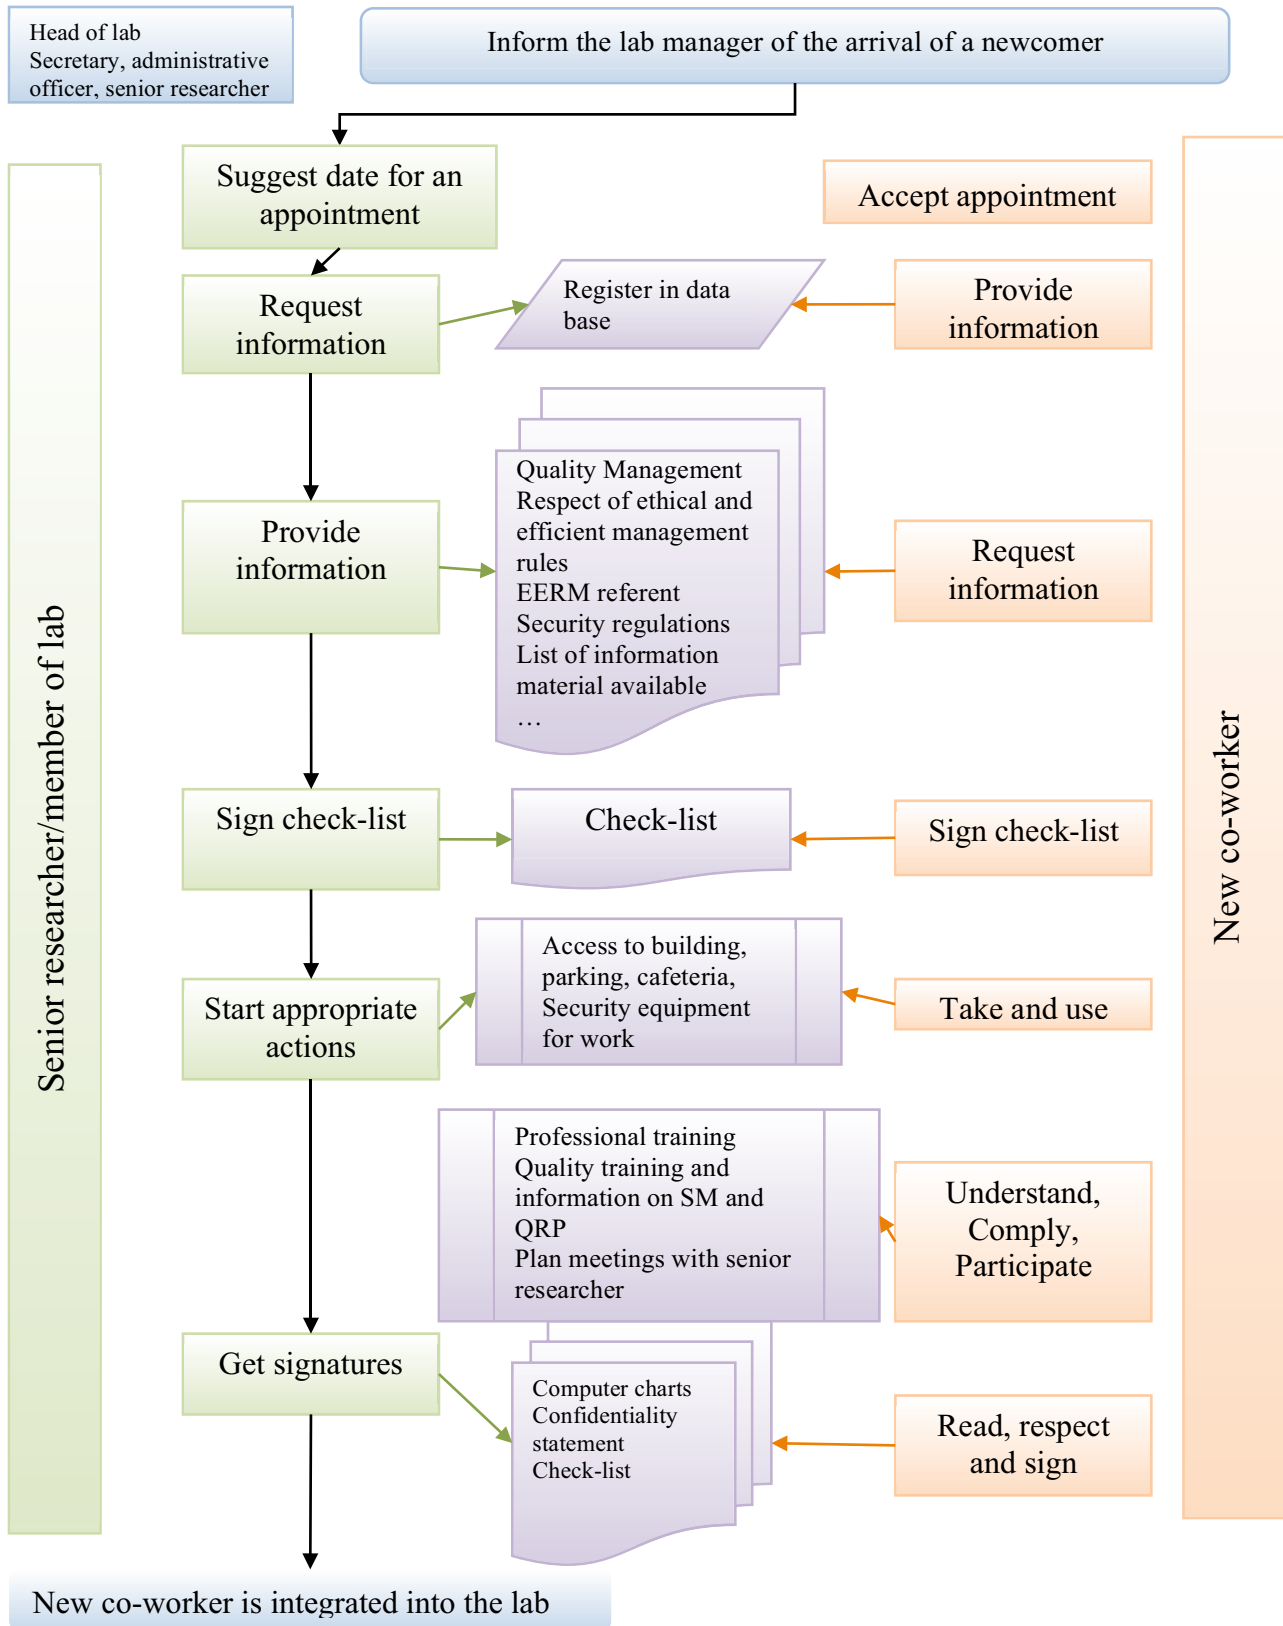 Head of lab
Secretary, administrative
officer, senior researcher
Inform the lab manager of the arrival of a newcomer
Senior researcher/member of lab
New co-worker
Suggest date for an
appointment
Accept appointment
Request
information
Register in data
base
Provide
information
Provide
information
Quality Management
Respect of ethical and
efficient management
rules
EERM referent
Security regulations
List of information
material available
…
Request
information
Sign check-list
Check-list
Sign check-list
Start appropriate
actions
Access to building,
parking, cafeteria,
Security equipment
for work
Take and use
Professional training
Quality training and
information on SM and
QRP
Plan meetings with senior
researcher
Understand,
Comply,
Participate
Get signatures
Computer charts
Confidentiality
statement
Check-list
Read, respect
and sign
New co-worker is integrated into the lab